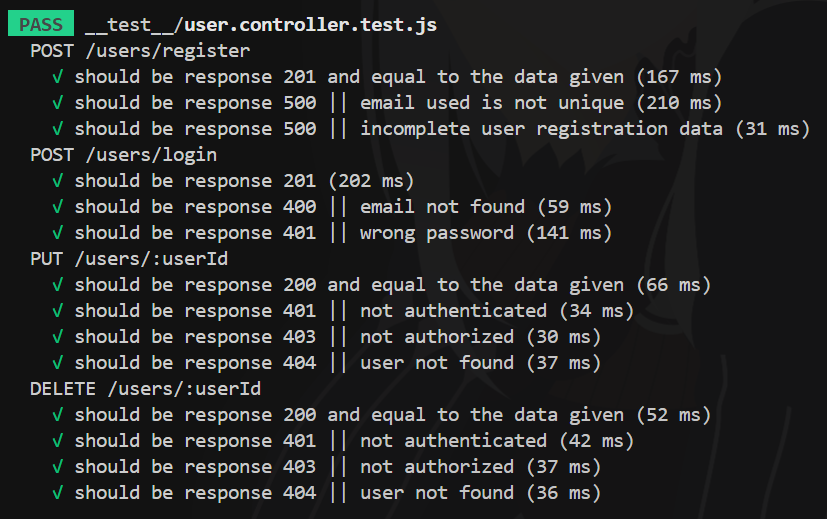 PASS __test__/user.controller.test.js
POST /users/register
√ should be response 201 and equal to the data given (167 ms)
√ should be response 500 || email used is not unique (210 ms)
√ should be response 500 || incomplete user registration data (31 ms)
POST /users/login
√ should be response 201 (202 ms)
√ should be response 400 || email not found (59 ms)
√ should be response 401 || wrong password (141 ms)
PUT /users/:userId
√ should be response 200 and equal to the data given (66 ms)
√ should be response 401 || not authenticated (34 ms)
√ should be response 403 || not authorized (30 ms)
√ should be response 404 || user not found (37 ms)
DELETE /users/:userId
√ should be response 200 and equal to the data given (52 ms)
√ should be response 401 || not authenticated (42 ms)
√ should be response 403 || not authorized (37 ms)
√ should be response 404 || user not found (36 ms)